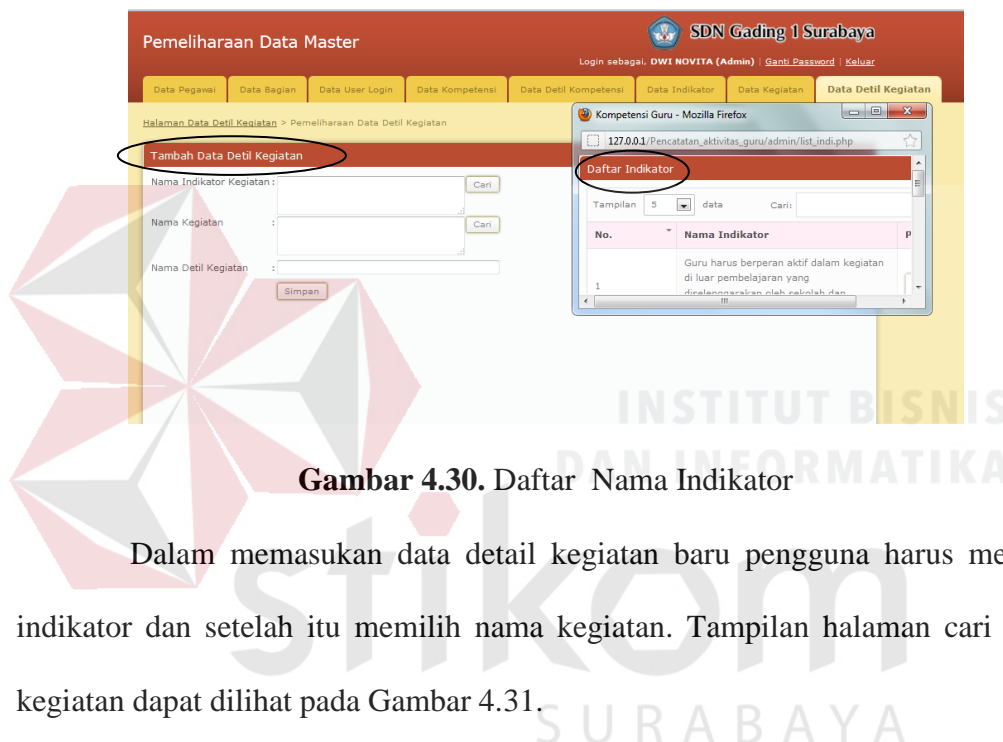 Pemeliharaan Data Master
SDN Gading 1 Surabaya
Login sebagai, DWI NOVITA (Admin) | Ganti Password | Keluar
Data Pegawai Data Bagian Data User Login Data Kompetensi Data Detil Kompetensi Data Indikator Data Kegiatan Data Detil Kegiatan
Halaman Data Detil Kegiatan > Pemeliharaan Data Detil Kegiatan
Tambah Data Detil Kegiatan
Nama Indikator Kegiatan :
Cari
Nama Kegiatan :
Cari
Nama Detil Kegiatan :
Simpan
Kompetensi Guru - Mozilla Firefox
127.0.0.1/Pencatatan_aktivitas_guru/admin/list_indi.php
Daftar Indikator
Tampilan 5 data Cari:
No. Nama Indikator P
1 Guru harus berperan aktif dalam kegiatan
di luar pembelajaran yang
diselenggarakan oleh sekolah dan
INSTITUT BISNIS
DAN INFORMATIKA
Gambar 4.30. Daftar Nama Indikator
Dalam memasukan data detail kegiatan baru pengguna harus me
indikator dan setelah itu memilih nama kegiatan. Tampilan halaman cari
kegiatan dapat dilihat pada Gambar 4.31.
stikom
SURABAYA